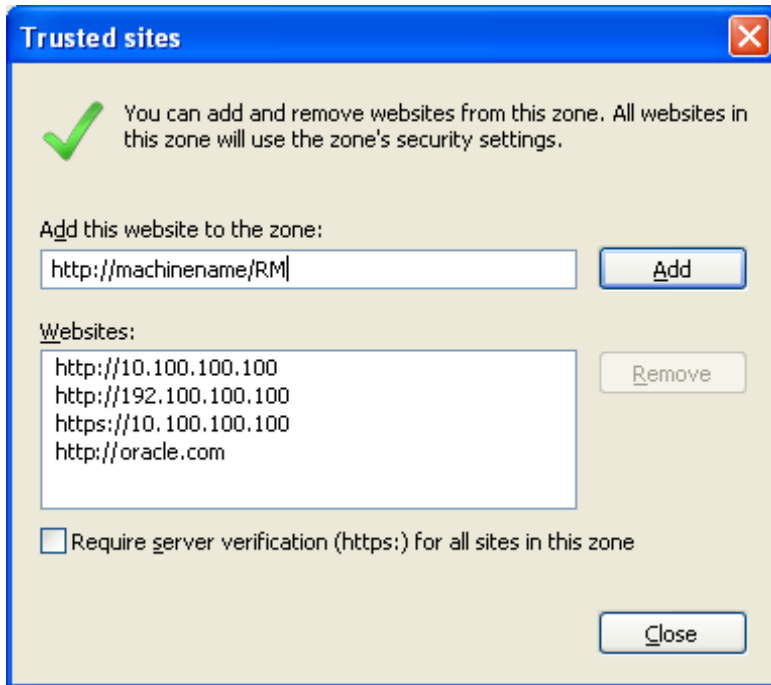 Trusted sites
You can add and remove websites from this zone. All websites in
this zone will use the zone's security settings.
Add this website to the zone:
http://machinename/RM
Add
Websites:
http://10.100.100.100
http://192.100.100.100
https://10.100.100.100
http://oracle.com
Remove
Require server verification (https:) for all sites in this zone
Close